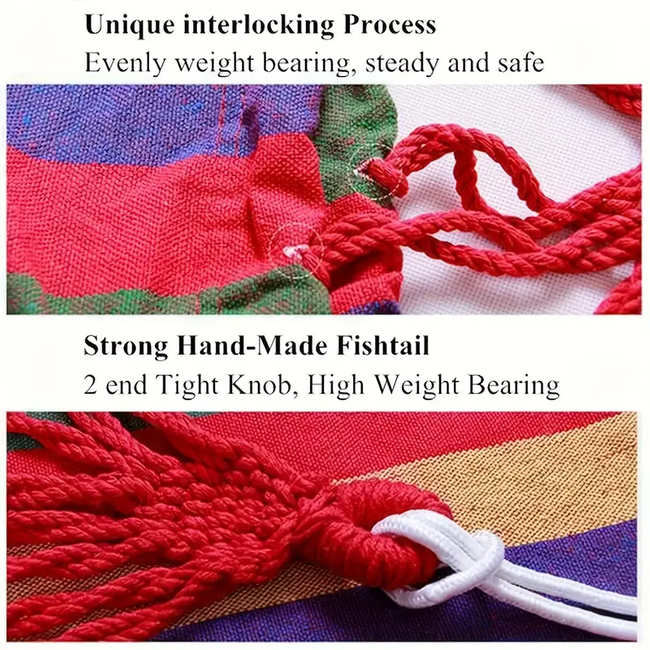 Unique interlocking Process
Evenly weight bearing, steady and safe
Strong Hand-Made Fishtail
2 end Tight Knob, High Weight Bearing